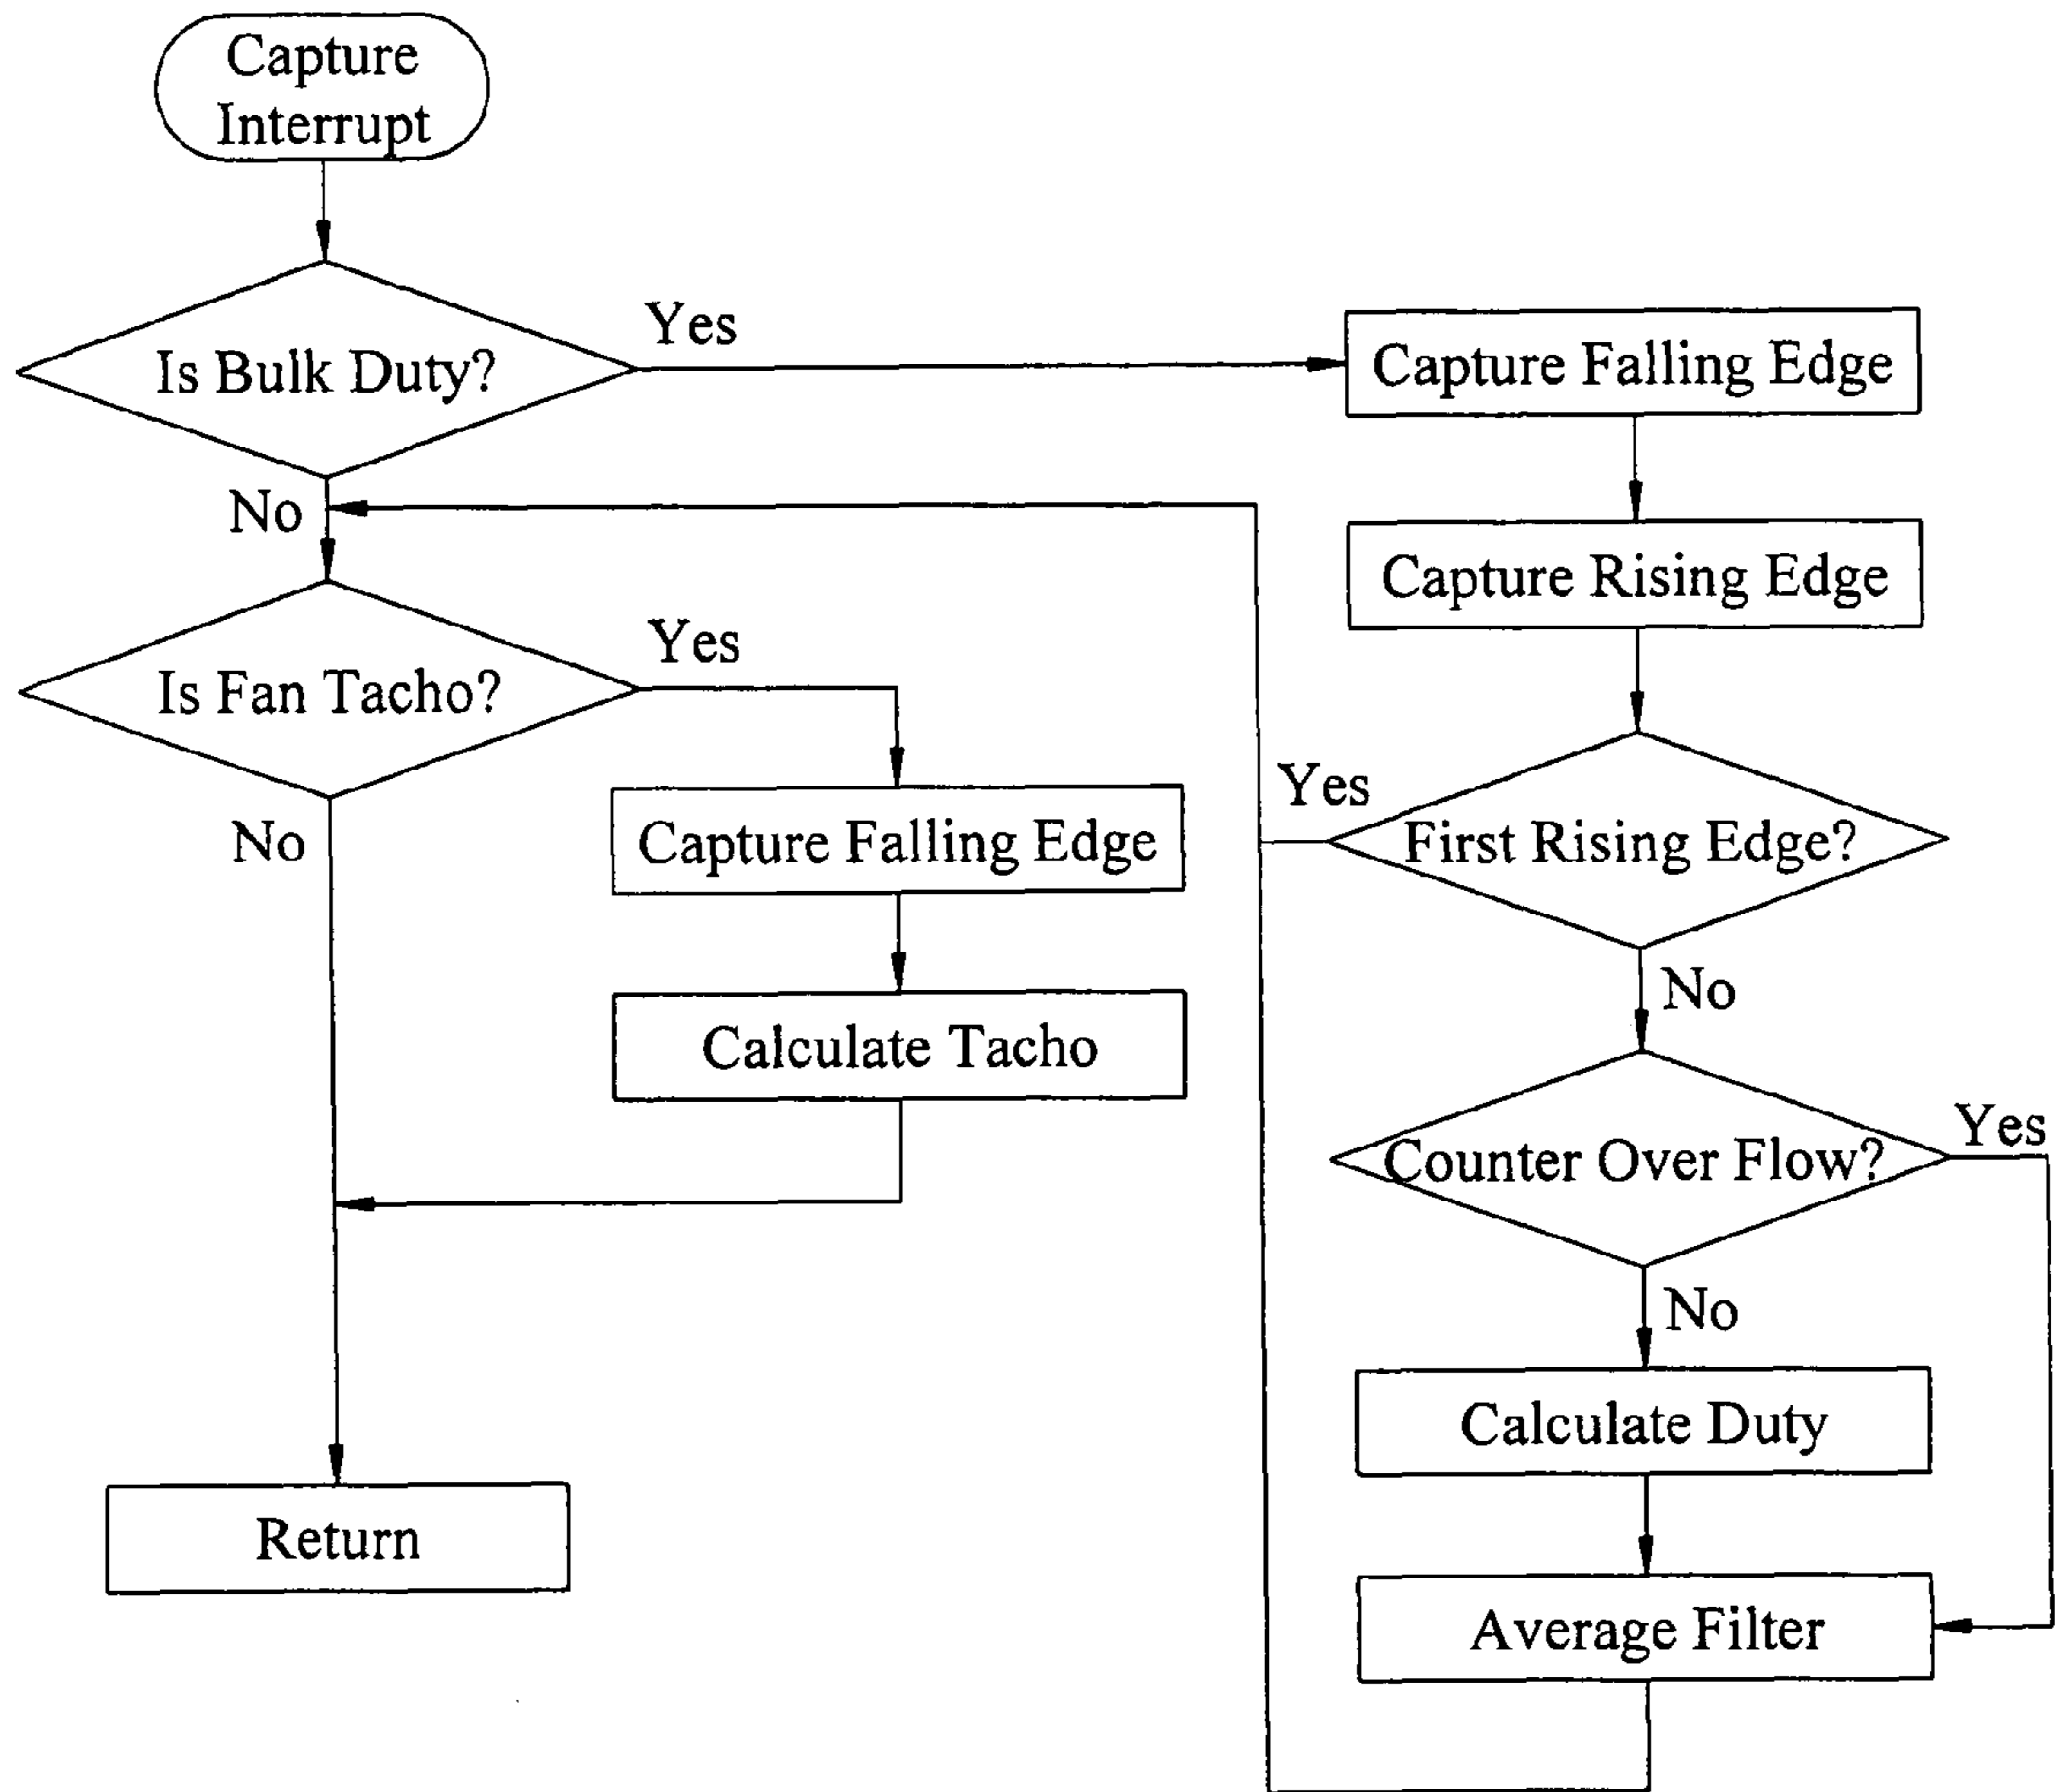 Capture
Interrupt
Is Bulk Duty?
Yes
No
Capture Falling Edge
Capture Rising Edge
First Rising Edge?
Yes
No
Counter Over Flow?
Yes
No
Calculate Duty
Average Filter
Is Fan Tacho?
Yes
No
Capture Falling Edge
Calculate Tacho
Return